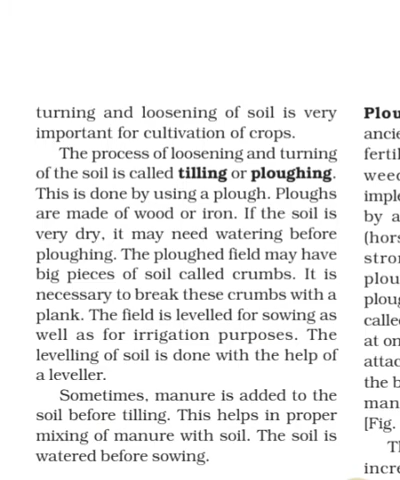 turning and loosening of soil is very
important for cultivation of crops.
The process of loosening and turning
of the soil is called tilling or ploughing.
This is done by using a plough. Ploughs
are made of wood or iron. If the soil is
very dry, it may need watering before
ploughing. The ploughed field may have
big pieces of soil called crumbs. It is
necessary to break these crumbs with a
plank. The field is levelled for sowing as
well as for irrigation purposes. The
levelling of soil is done with the help of
a leveller.
Sometimes, manure is added to the
soil before tilling. This helps in proper
mixing of manure with soil. The soil is
watered before sowing.
by a
(hors
at on
the b
[Fig.